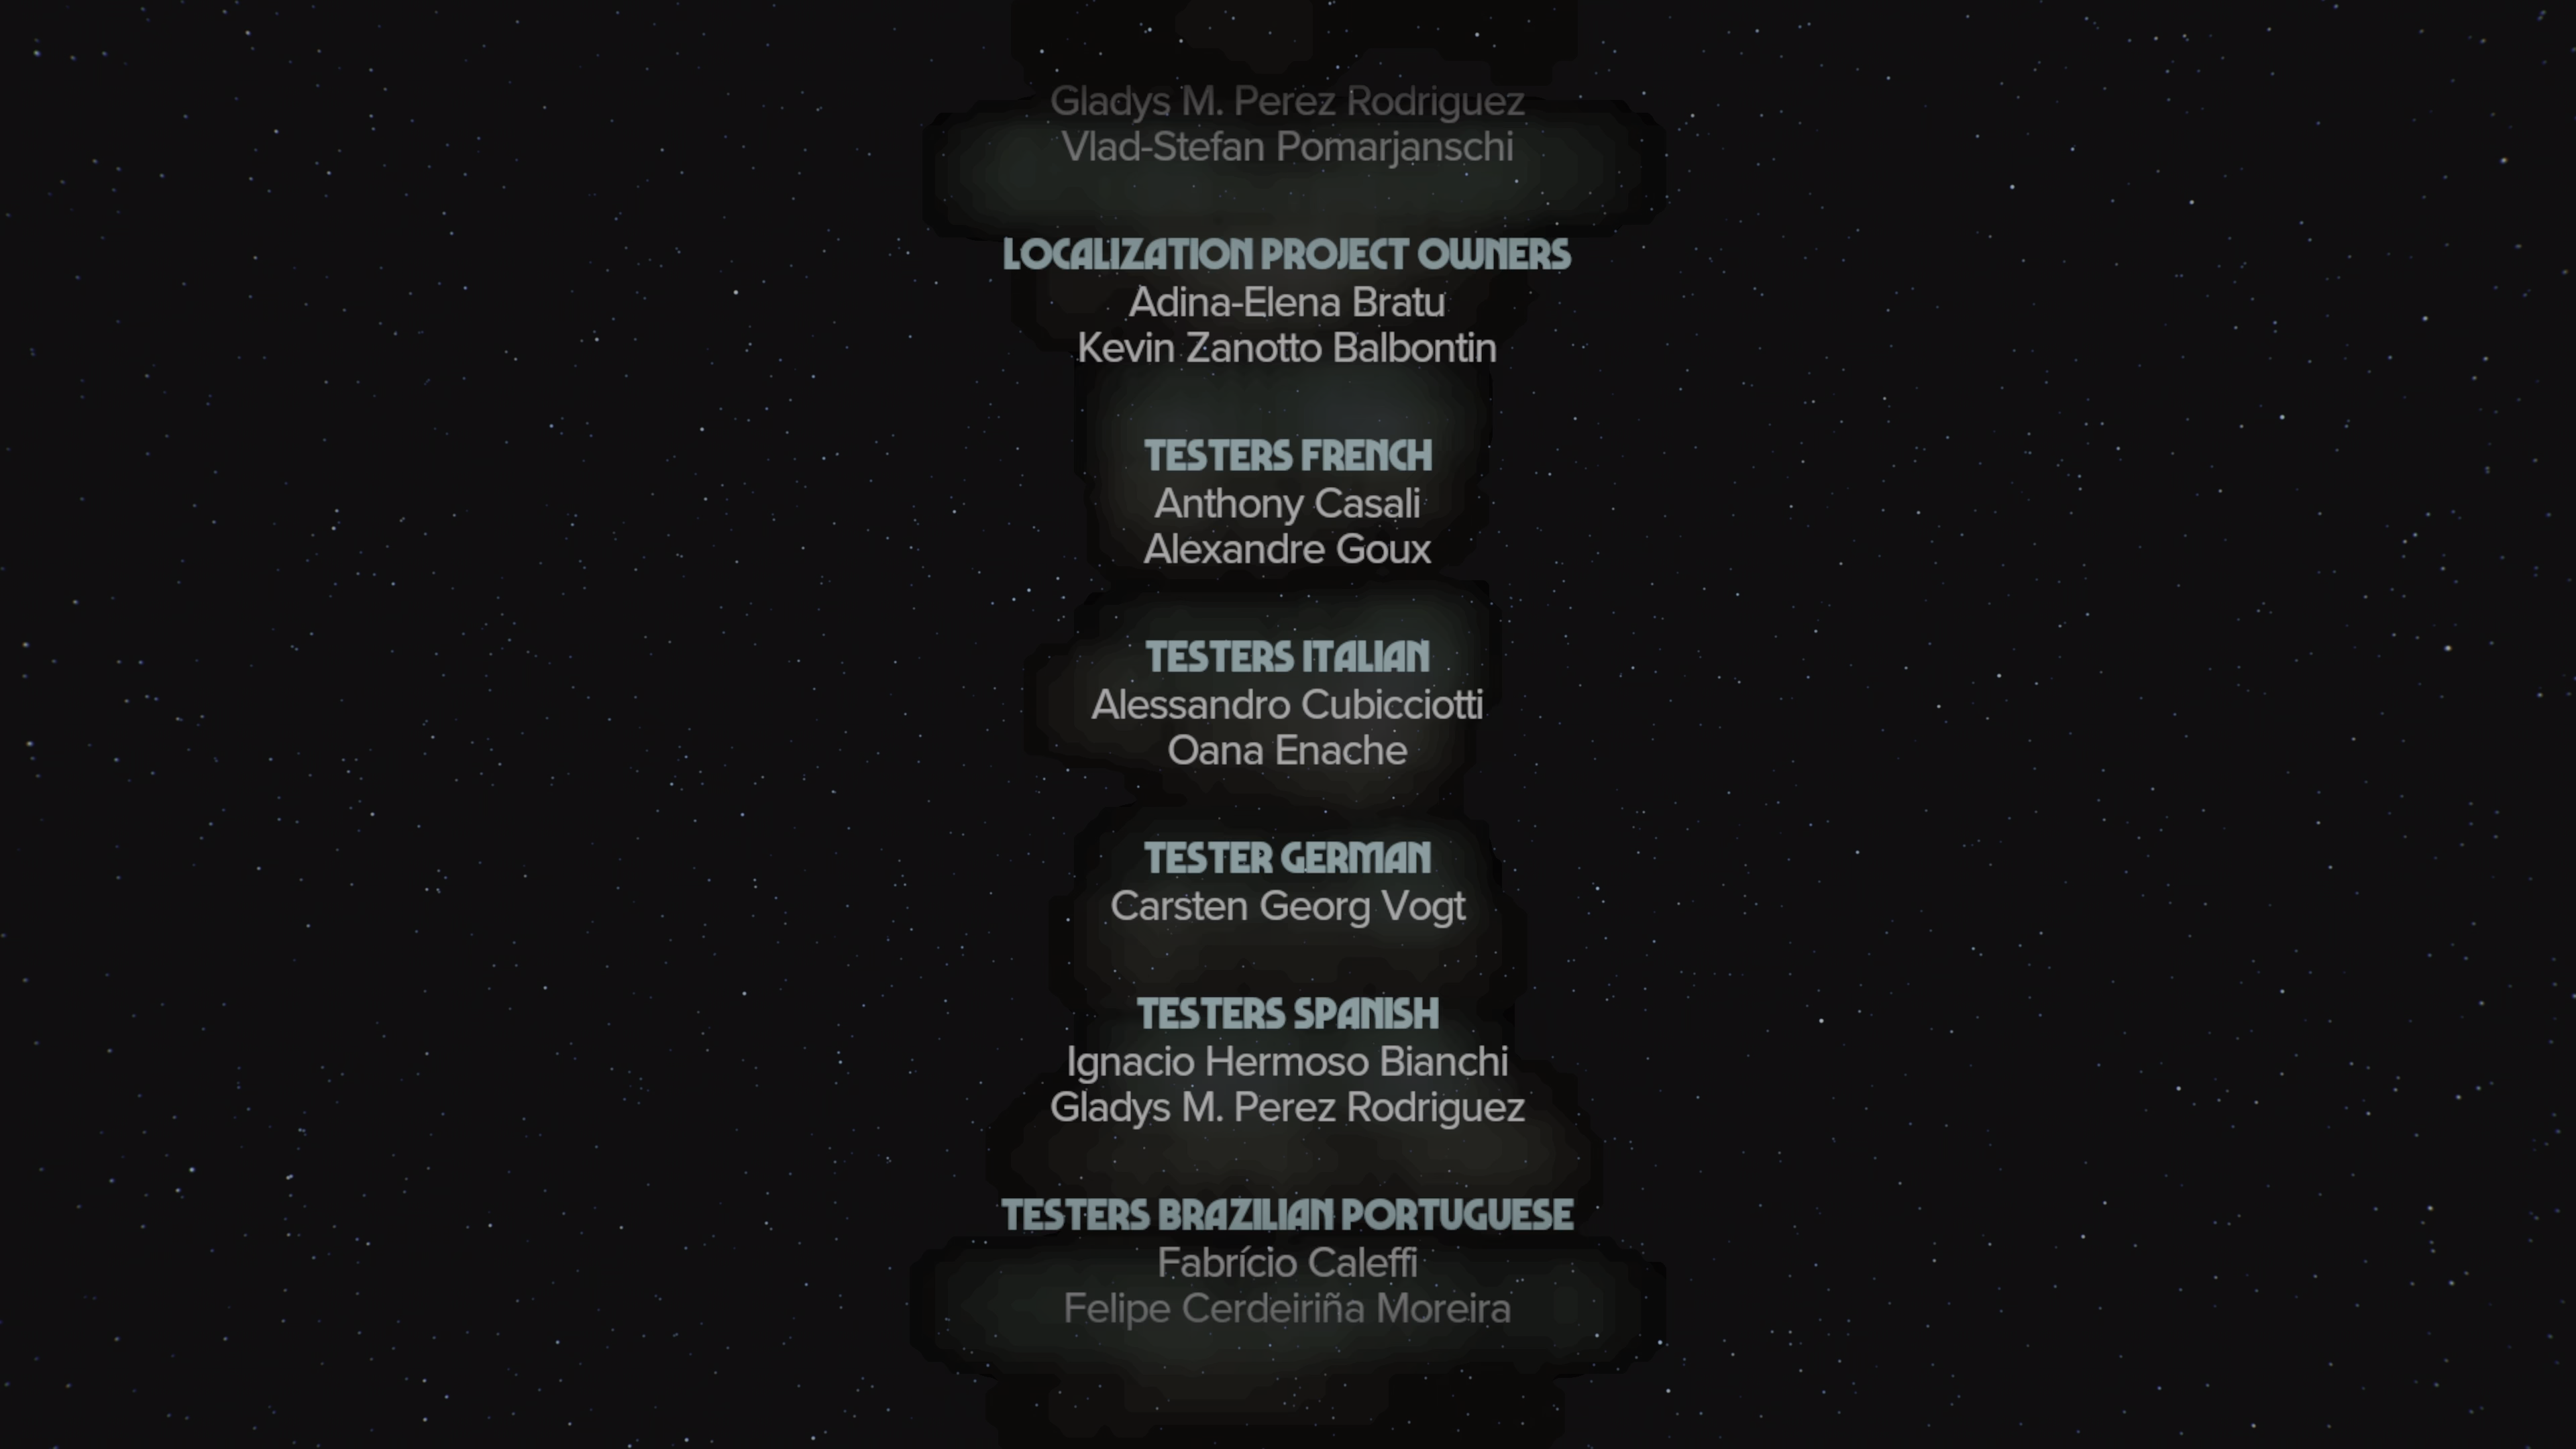 Gladys M. Perez Rodriguez
Vlad-Stefan Pomarjanschi
LOCALIZATION PROJECT OWNERS
Adina-Elena Bratu
Kevin Zanotto Balbontin
TESTERS FRENCH
Anthony Casali
Alexandre Goux
TESTERS ITALIAN
Alessandro Cubicciotti
Oana Enache
TESTER GERMAN
Carsten Georg Vogt
TESTERS SPANISH
Ignacio Hermoso Bianchi
Gladys M. Perez Rodriguez
TESTERS BRAZILIAN PORTUGUESE
Fabrício Caleffi
Felipe Cerdeiriña Moreira